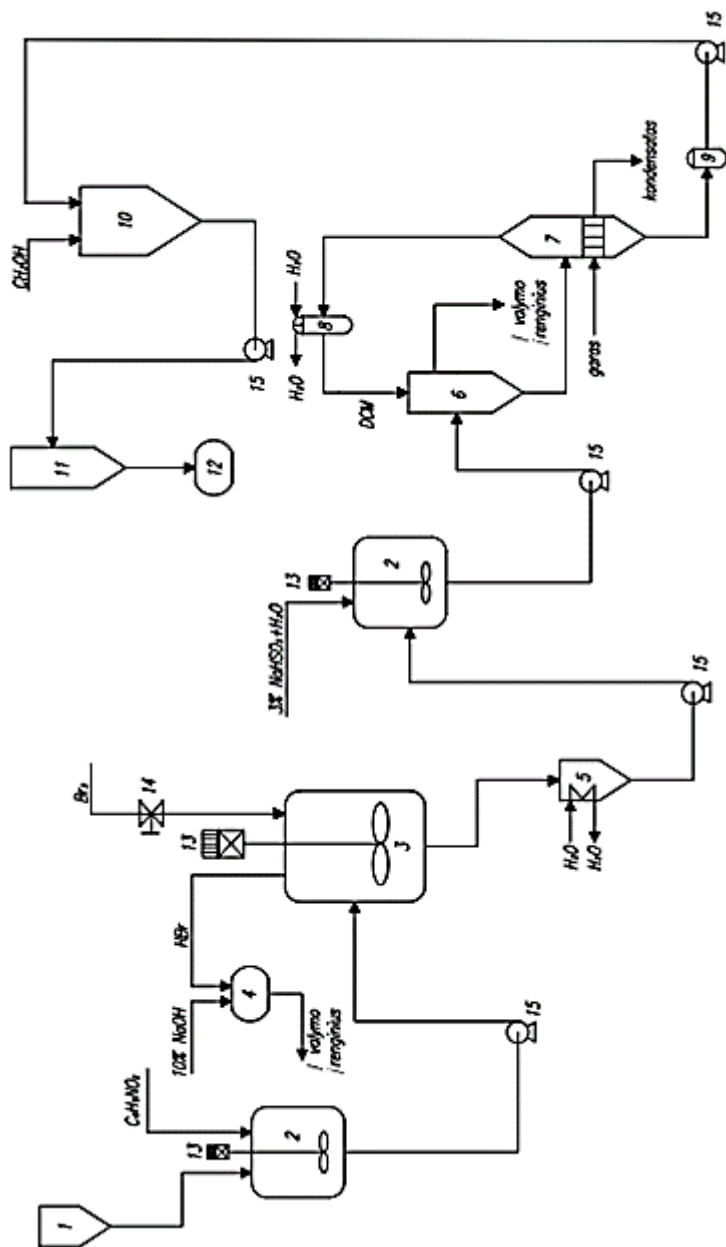 1
C₆H₅NO₂
13
2
15
10% NaOH
HBr
4
Į valymo
įrenginius
Br₂
14
13
3
H₂O
H₂O
5
15
3% NaHSO₃+H₂O
13
2
15
11
12
15
CH₃OH
10
H₂O
H₂O
8
DCM
6
Į valymo
įrenginius
garas
7
kondensatas
9
15